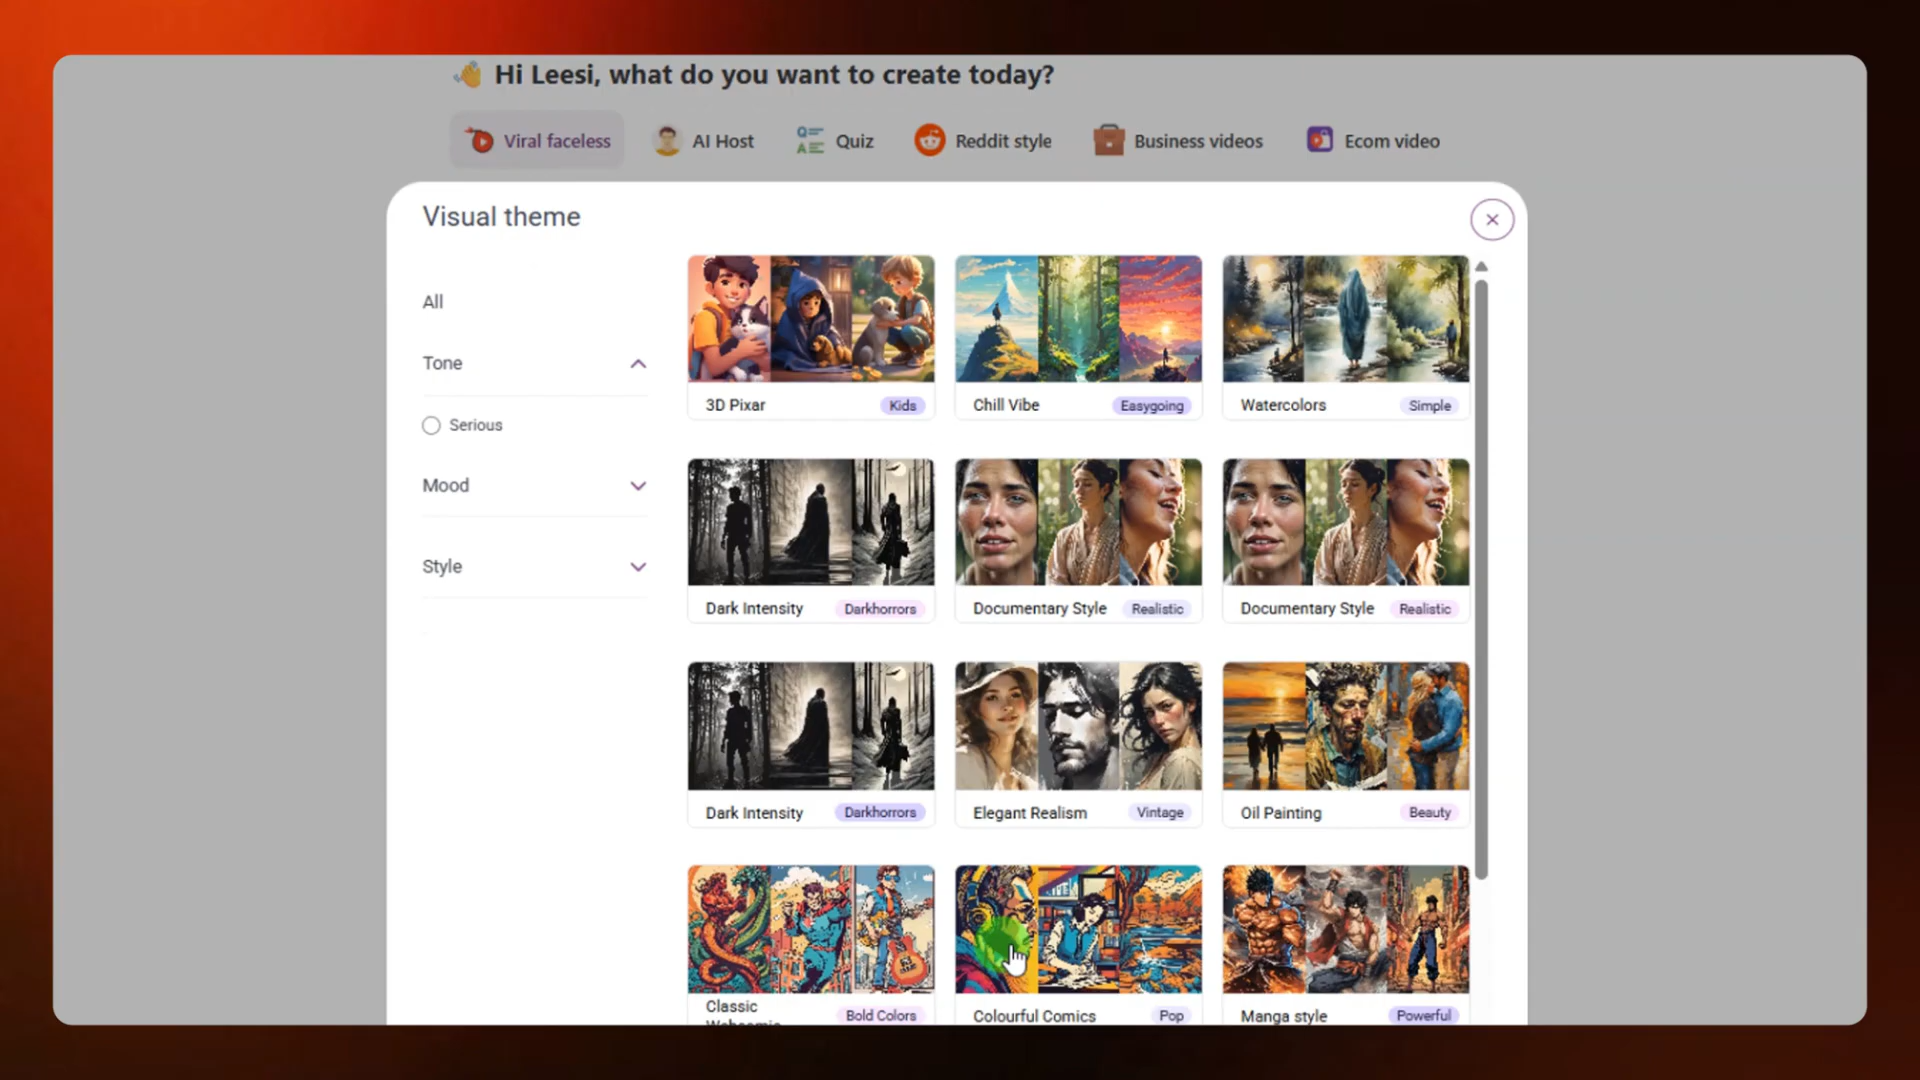 Hi Leesi, what do you want to create today?
Viral faceless
AI Host
Quiz
Reddit style
Business videos
Ecom video
Visual theme
All
Tone
Serious
Mood
Style
3D Pixar Kids
Chill Vibe Easygoing
Watercolors Simple
Dark Intensity Darkhorrors
Documentary Style Realistic
Documentary Style Realistic
Dark Intensity Darkhorrors
Elegant Realism Vintage
Oil Painting Beauty
Classic Bold Colors
Colourful Comics Pop
Manga style Powerful